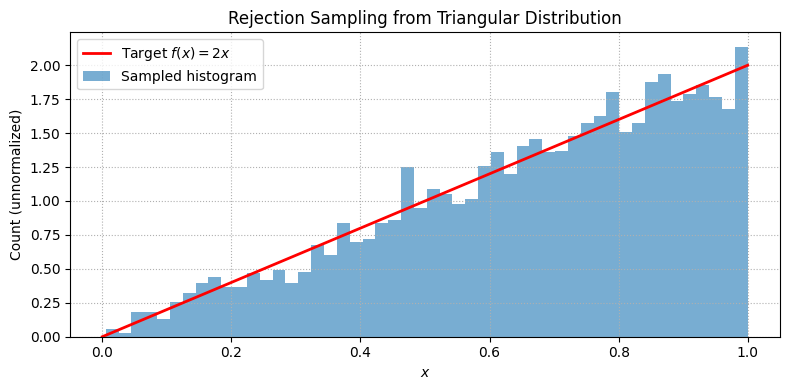 Rejection Sampling from Triangular Distribution
Target f(x) = 2x
Sampled histogram
Count (unnormalized)
2.00
1.75
1.50
1.25
1.00
0.75
0.50
0.25
0.00
0.0 0.2 0.4 0.6 0.8 1.0
x